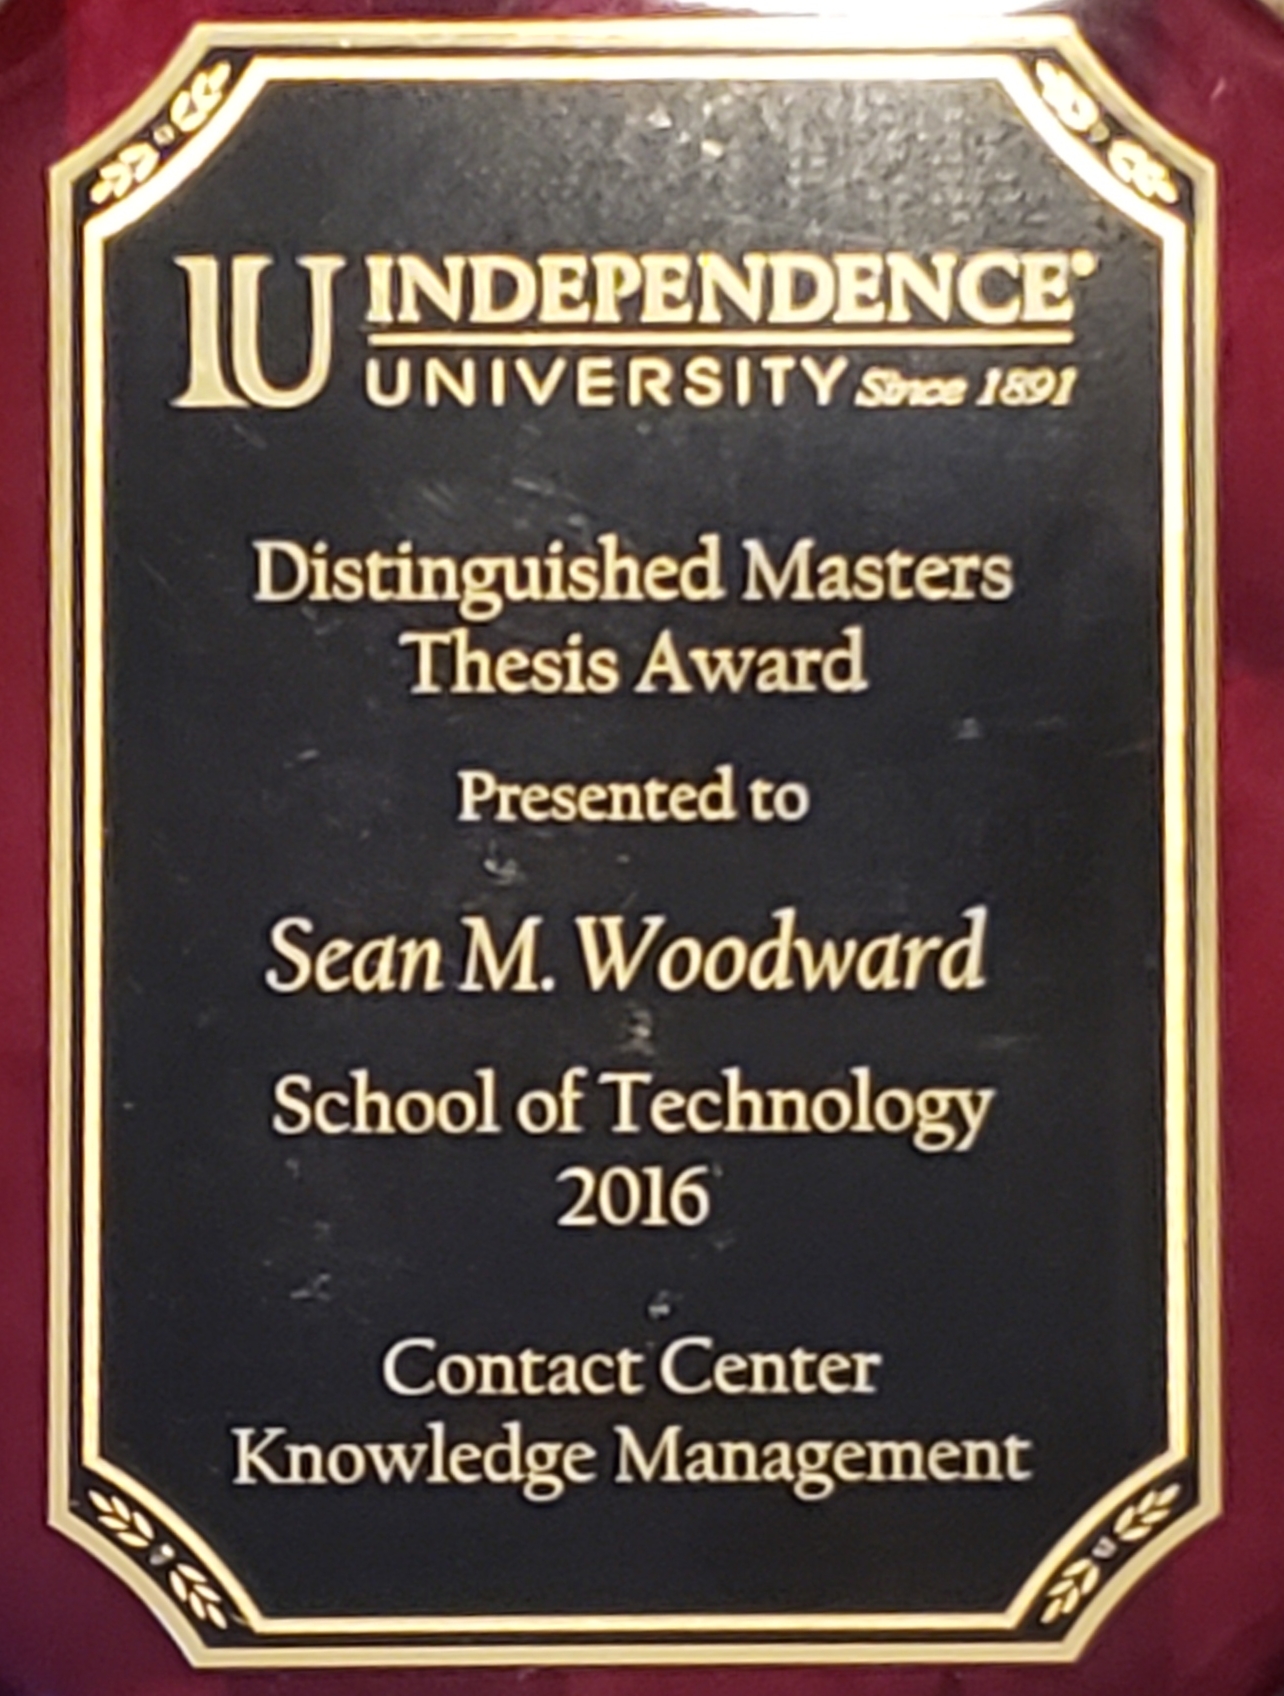 IU INDEPENDENCE®
UNIVERSITY Since 1891
Distinguished Masters
Thesis Award
Presented to
Sean M. Woodward
School of Technology
2016
Contact Center
Knowledge Management